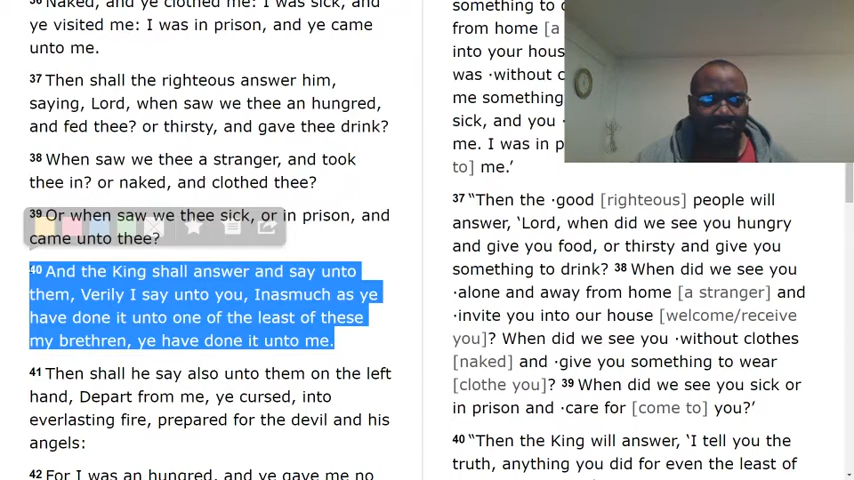 36 Naked, and ye clothed me: I was sick, and
ye visited me: I was in prison, and ye came
unto me.
37 Then shall the righteous answer him,
saying, Lord, when saw we thee an hungred,
and fed thee? or thirsty, and gave thee drink?
38 When saw we thee a stranger, and took
thee in? or naked, and clothed thee?
39 Or when saw we thee sick, or in prison, and
came unto thee?
40 And the King shall answer and say unto
them, Verily I say unto you, Inasmuch as ye
have done it unto one of the least of these
my brethren, ye have done it unto me.
41 Then shall he say also unto them on the left
hand, Depart from me, ye cursed, into
everlasting fire, prepared for the devil and his
angels:
42 For I was an hungred, and ye gave me no
something to
from home [a
into your
was ·without
me something
sick, and you
me. I was in
to] me.’
37 “Then the ·good [righteous] people will
answer, ‘Lord, when did we see you hungry
and give you food, or thirsty and give you
something to drink? 38 When did we see you
·alone and away from home [a stranger] and
·invite you into our house [welcome/receive
you]? When did we see you ·without clothes
[naked] and ·give you something to wear
[clothe you]? 39 When did we see you sick or
in prison and ·care for [come to] you?’
40 “Then the King will answer, ‘I tell you the
truth, anything you did for even the least of